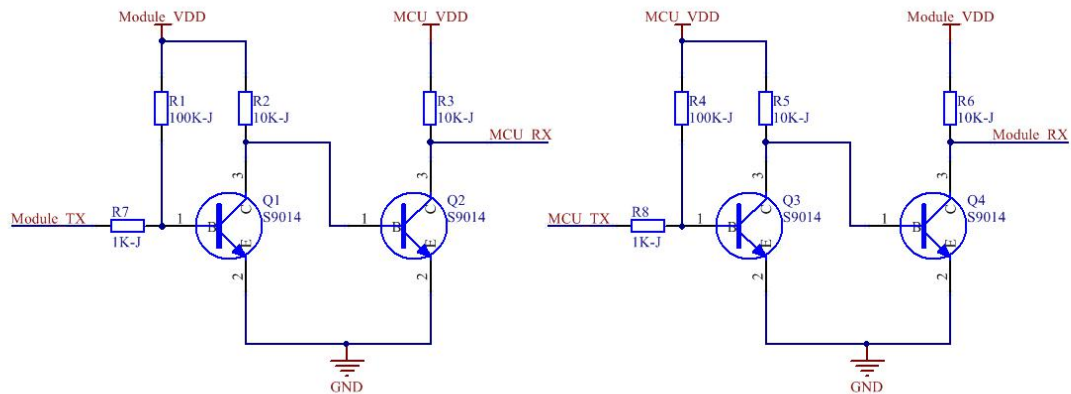 Module_VDD
MCU_VDD
R1
100K-J
R2
10K-J
R3
10K-J
MCU_RX
Module_TX
R7
1K-J
1
B
C
E
3
2
Q1
S9014
1
B
C
E
3
2
Q2
S9014
GND
MCU_VDD
Module_VDD
R4
100K-J
R5
10K-J
R6
10K-J
Module_RX
MCU_TX
R8
1K-J
1
B
C
E
3
2
Q3
S9014
1
B
C
E
3
2
Q4
S9014
GND